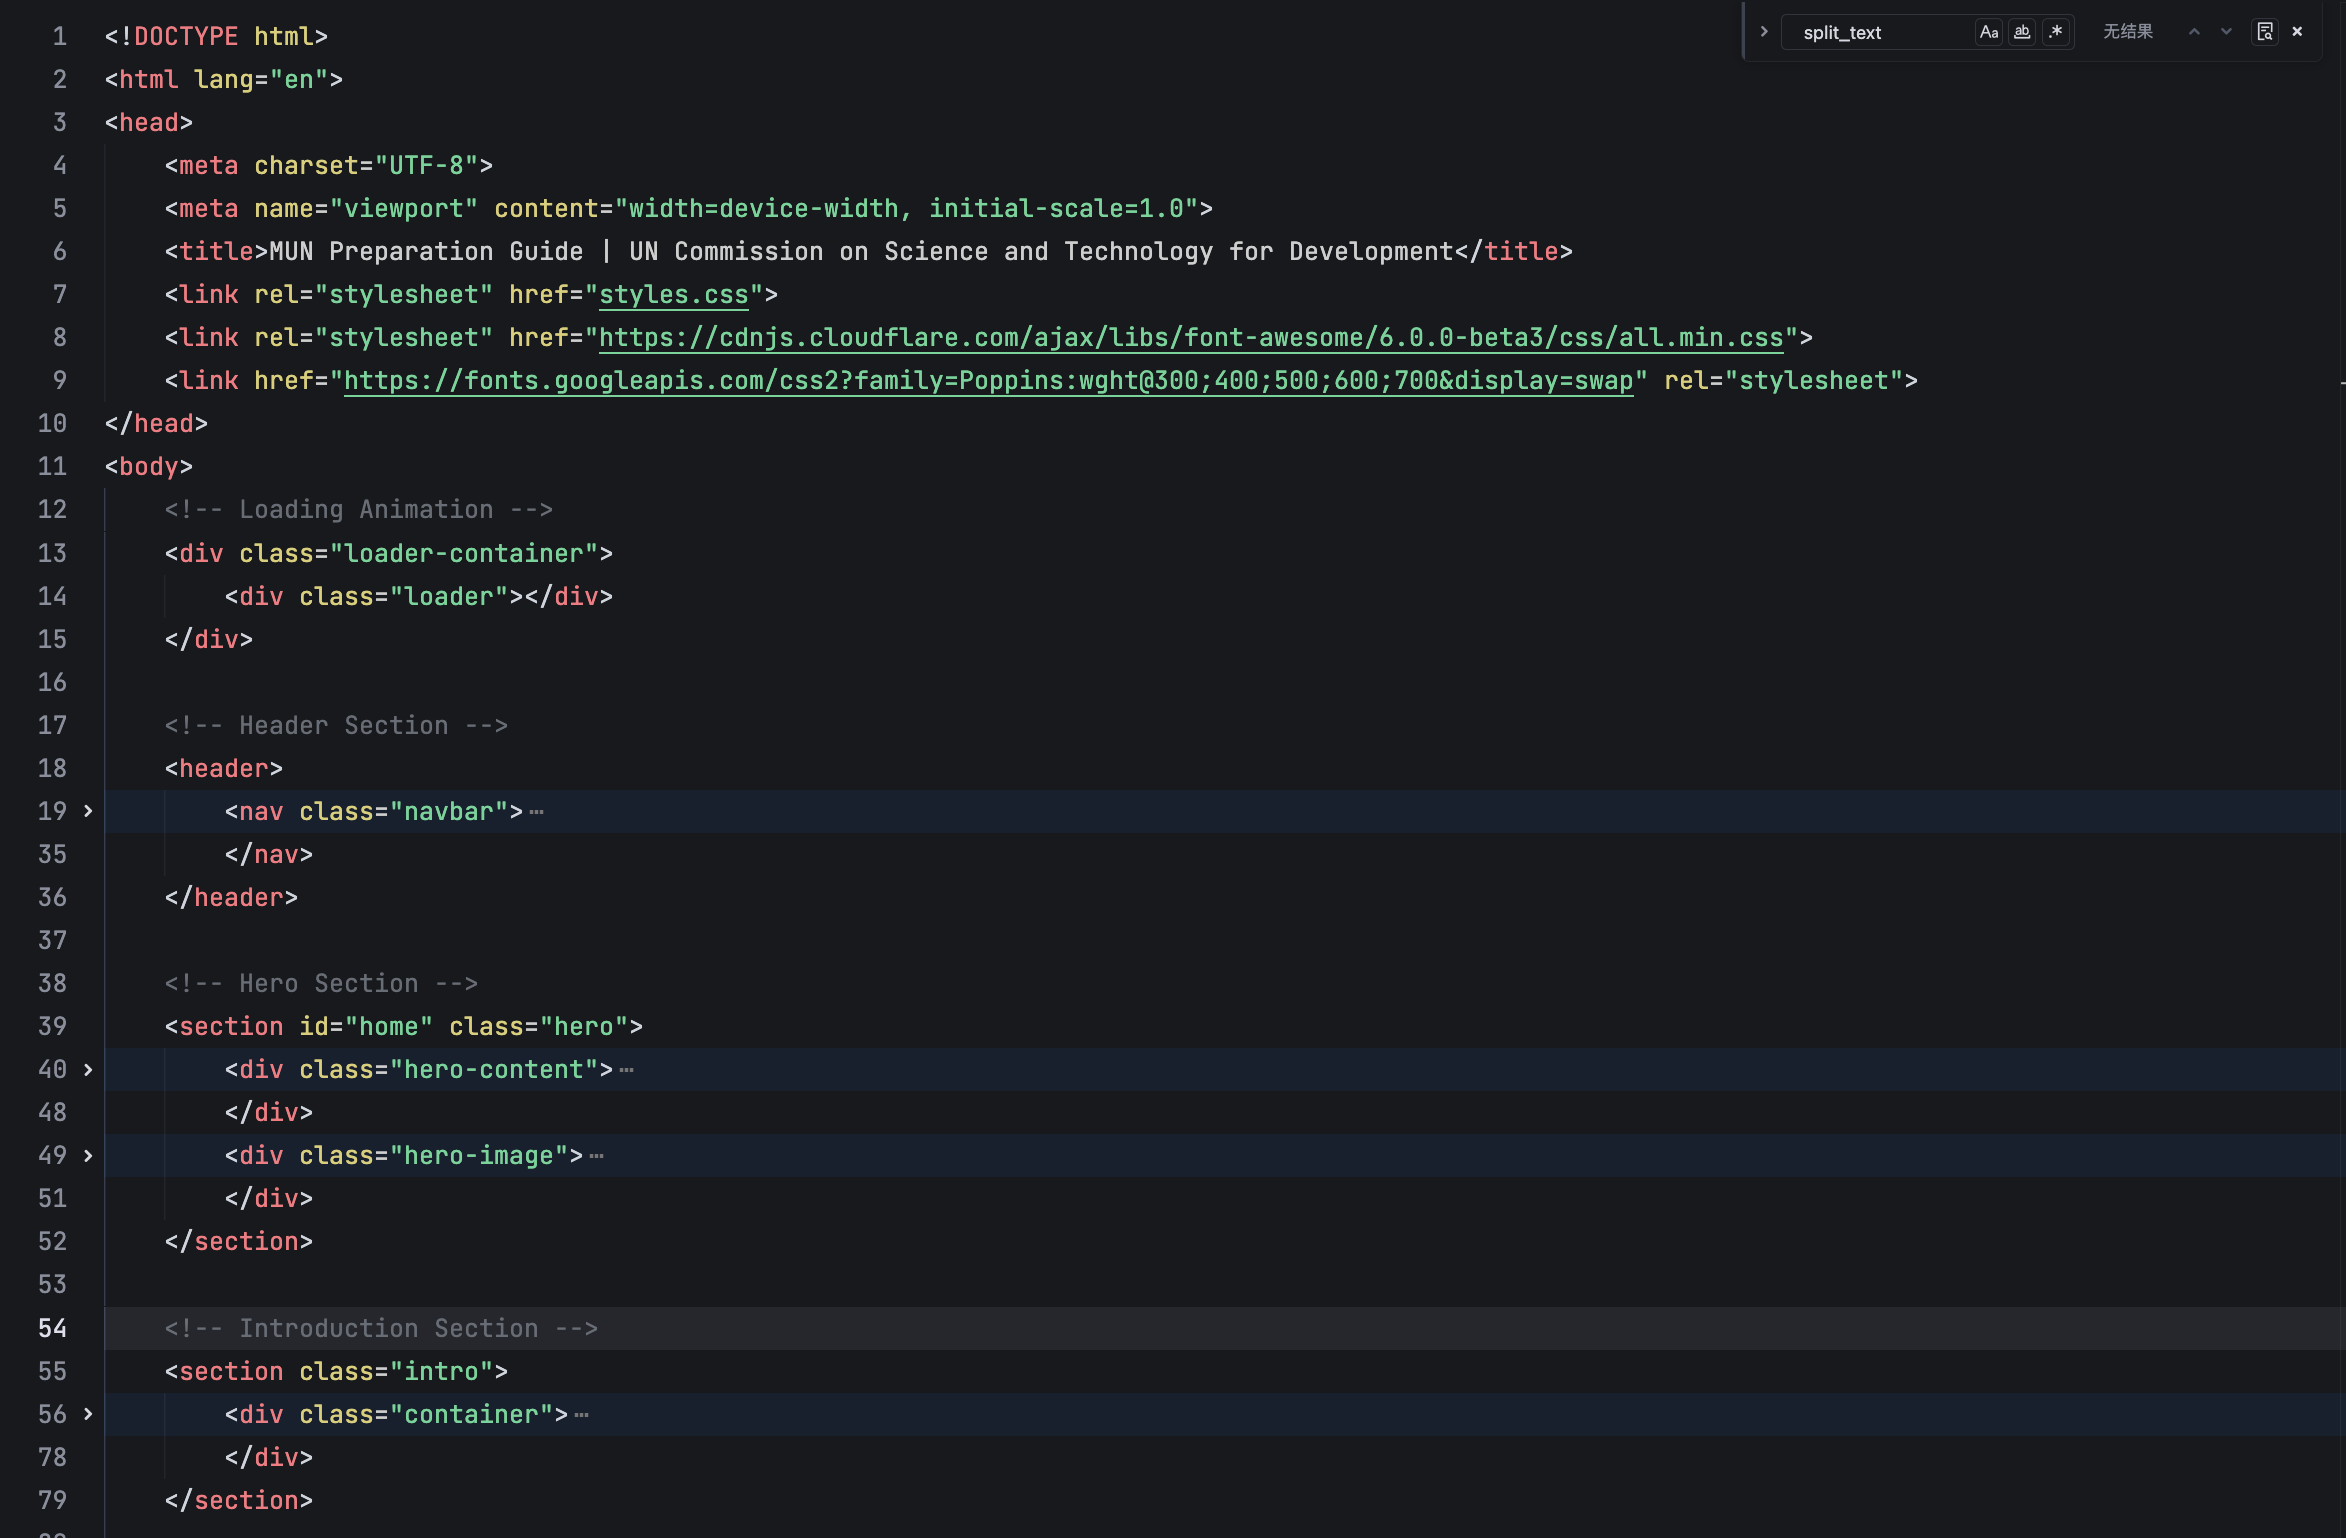 split_text Aa ab .* 无结果
1 <!DOCTYPE html>
2 <html lang="en">
3 <head>
4     <meta charset="UTF-8">
5     <meta name="viewport" content="width=device-width, initial-scale=1.0">
6     <title>MUN Preparation Guide | UN Commission on Science and Technology for Development</title>
7     <link rel="stylesheet" href="styles.css">
8     <link rel="stylesheet" href="https://cdnjs.cloudflare.com/ajax/libs/font-awesome/6.0.0-beta3/css/all.min.css">
9     <link href="https://fonts.googleapis.com/css2?family=Poppins:wght@300;400;500;600;700&display=swap" rel="stylesheet">
10 </head>
11 <body>
12     <!-- Loading Animation -->
13     <div class="loader-container">
14         <div class="loader"></div>
15     </div>
16
17     <!-- Header Section -->
18     <header>
19         <nav class="navbar">⋯
35         </nav>
36     </header>
37
38     <!-- Hero Section -->
39     <section id="home" class="hero">
40         <div class="hero-content">⋯
48         </div>
49         <div class="hero-image">⋯
51         </div>
52     </section>
53
54     <!-- Introduction Section -->
55     <section class="intro">
56         <div class="container">⋯
78         </div>
79     </section>